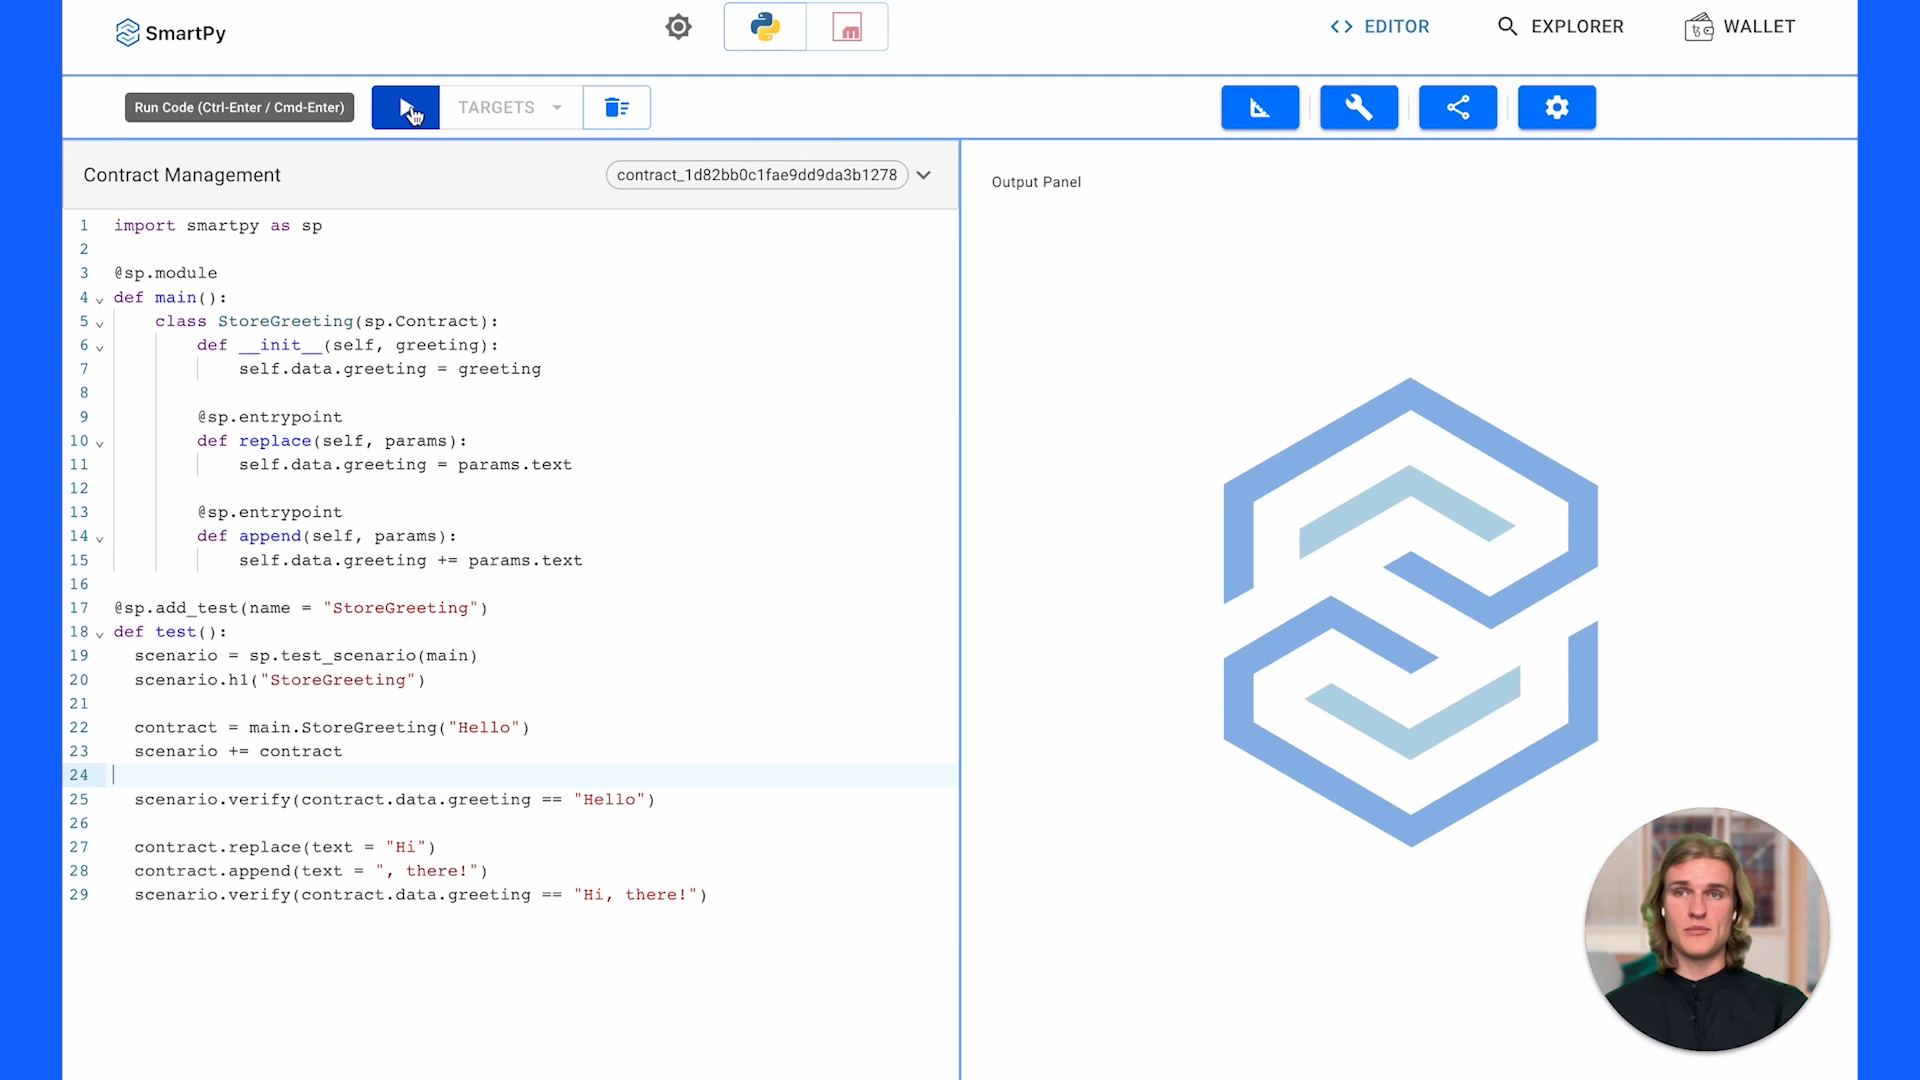 SmartPy
EDITOR
EXPLORER
WALLET
Run Code (Ctrl-Enter / Cmd-Enter)
TARGETS
Contract Management
contract_1d82bb0c1fae9dd9da3b1278
Output Panel
1 import smartpy as sp
2
3 @sp.module
4 def main():
5 class StoreGreeting(sp.Contract):
6 def __init__(self, greeting):
7 self.data.greeting = greeting
8
9 @sp.entrypoint
10 def replace(self, params):
11 self.data.greeting = params.text
12
13 @sp.entrypoint
14 def append(self, params):
15 self.data.greeting += params.text
16
17 @sp.add_test(name = "StoreGreeting")
18 def test():
19 scenario = sp.test_scenario(main)
20 scenario.h1("StoreGreeting")
21
22 contract = main.StoreGreeting("Hello")
23 scenario += contract
24
25 scenario.verify(contract.data.greeting == "Hello")
26
27 contract.replace(text = "Hi")
28 contract.append(text = ", there!")
29 scenario.verify(contract.data.greeting == "Hi, there!")